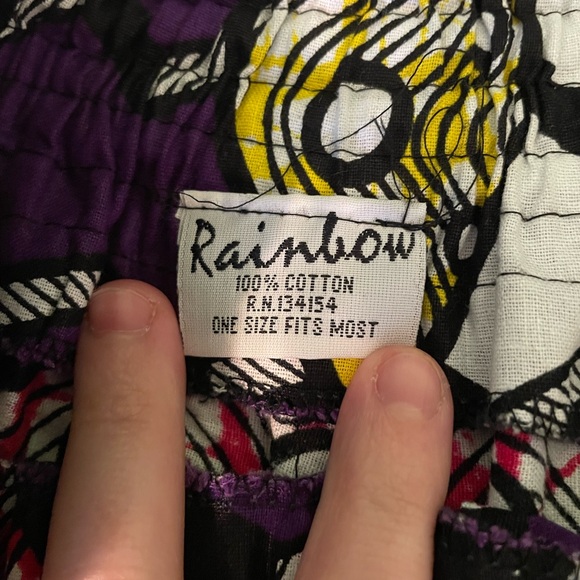 Rainbow
100% COTTON
R.N.134154
ONE SIZE FITS MOST